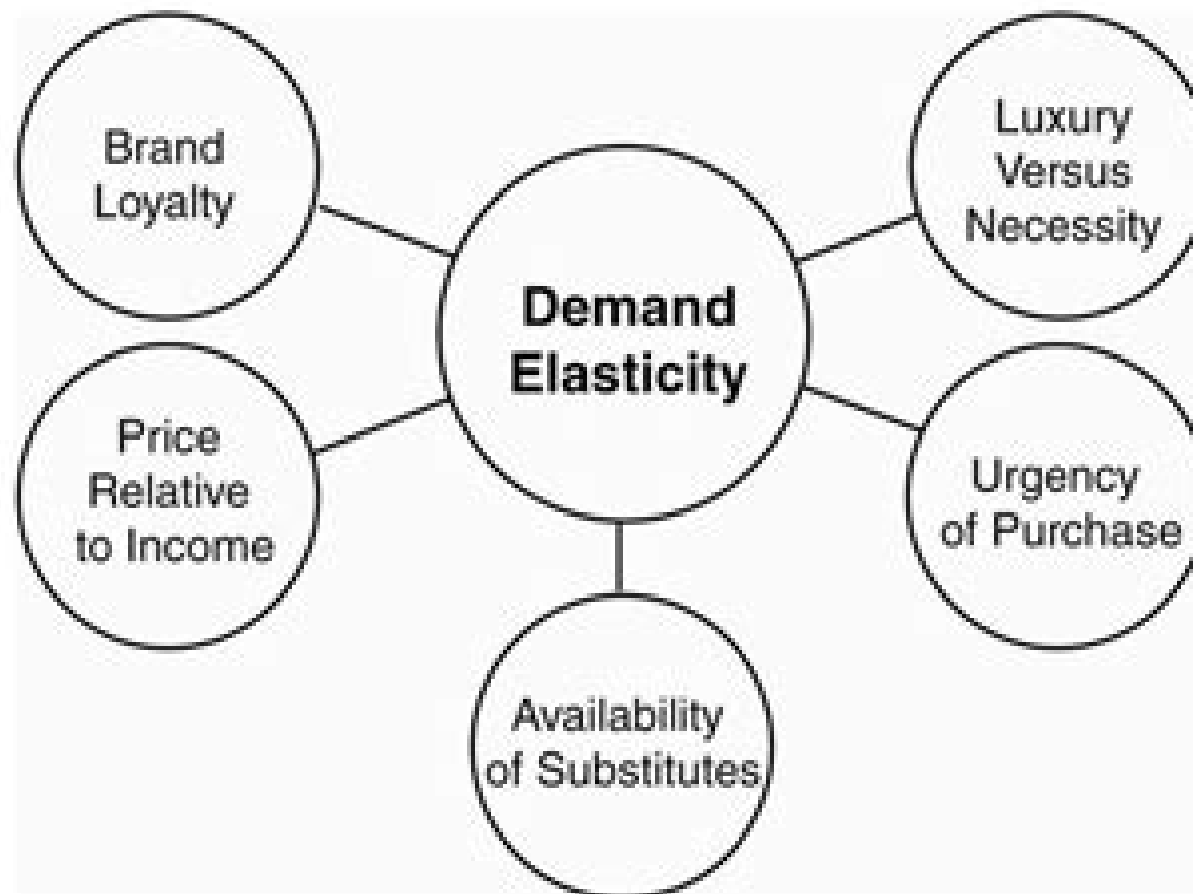 Brand
Loyalty
Luxury
Versus
Necessity
Demand
Elasticity
Price
Relative
to Income
Urgency
of Purchase
Availability
of Substitutes